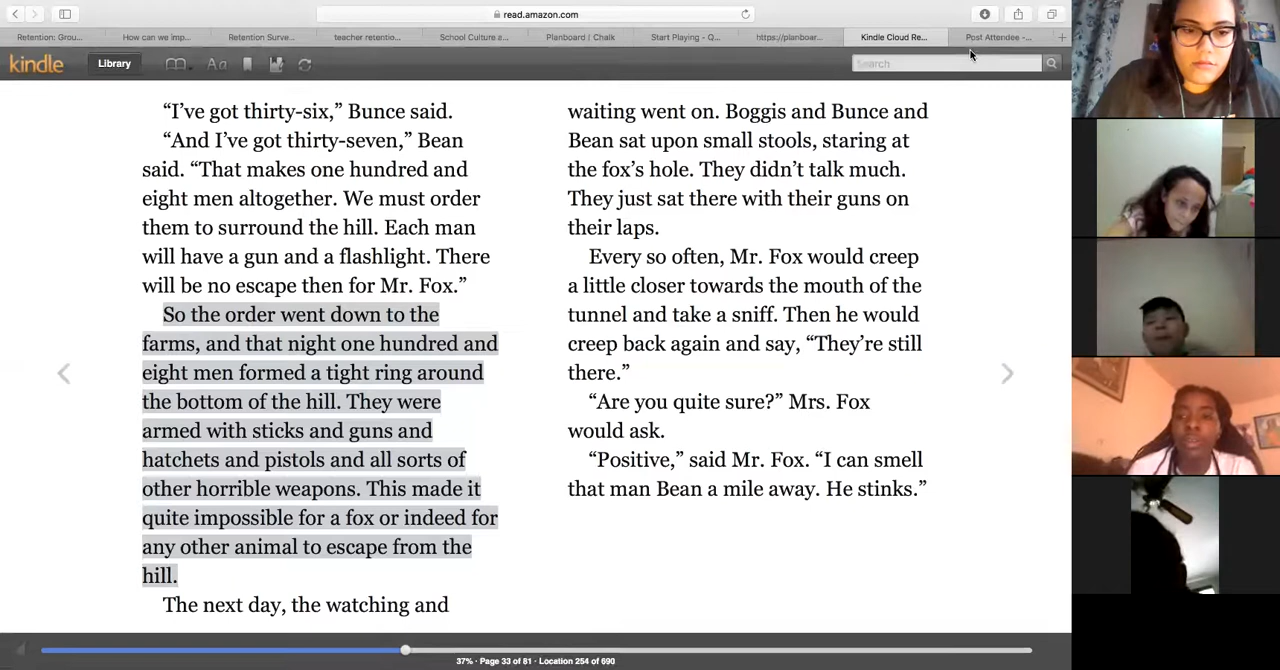 read.amazon.com
Retention: Grou...
How can we imp...
Retention Surve...
teacher retentio...
School Culture a...
Planboard | Chalk
Start Playing - Q...
https://planboar...
Kindle Cloud Re...
Post Attendee -...
kindle
Library
Aa
Search
“I’ve got thirty-six,” Bunce said.
“And I’ve got thirty-seven,” Bean
said. “That makes one hundred and
eight men altogether. We must order
them to surround the hill. Each man
will have a gun and a flashlight. There
will be no escape then for Mr. Fox.”
So the order went down to the
farms, and that night one hundred and
eight men formed a tight ring around
the bottom of the hill. They were
armed with sticks and guns and
hatchets and pistols and all sorts of
other horrible weapons. This made it
quite impossible for a fox or indeed for
any other animal to escape from the
hill.
The next day, the watching and
waiting went on. Boggis and Bunce and
Bean sat upon small stools, staring at
the fox’s hole. They didn’t talk much.
They just sat there with their guns on
their laps.
Every so often, Mr. Fox would creep
a little closer towards the mouth of the
tunnel and take a sniff. Then he would
creep back again and say, “They’re still
there.”
“Are you quite sure?” Mrs. Fox
would ask.
“Positive,” said Mr. Fox. “I can smell
that man Bean a mile away. He stinks.”
37% · Page 33 of 81 · Location 254 of 690